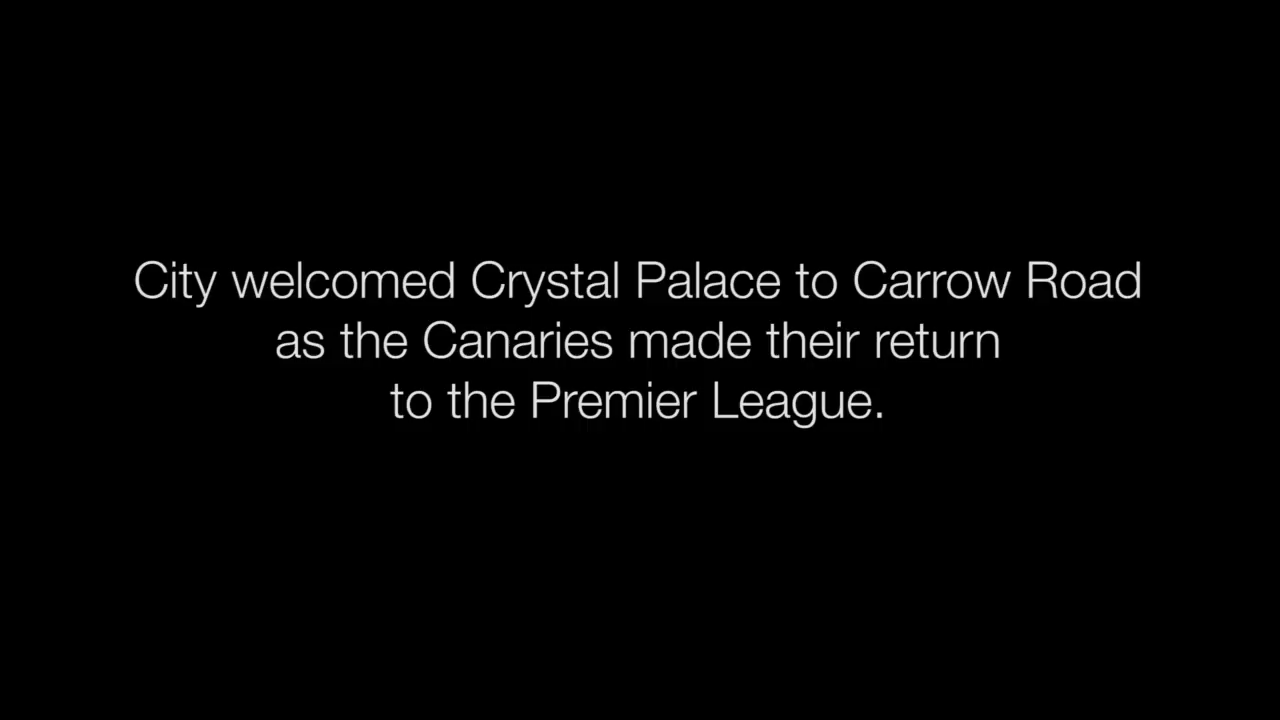 City welcomed Crystal Palace to Carrow Road
as the Canaries made their return
to the Premier League.